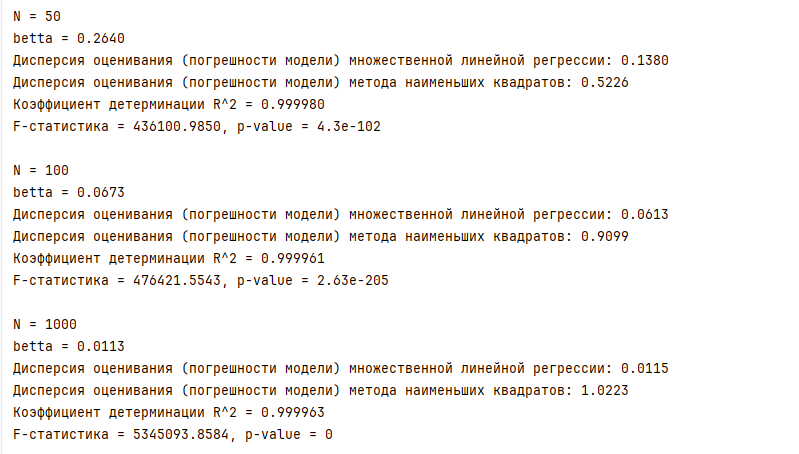 N = 50
betta = 0.2640
Дисперсия оценивания (погрешности модели) множественной линейной регрессии: 0.1380
Дисперсия оценивания (погрешности модели) метода наименьших квадратов: 0.5226
Коэффициент детерминации R^2 = 0.999980
F-статистика = 436100.9850, p-value = 4.3e-102
N = 100
betta = 0.0673
Дисперсия оценивания (погрешности модели) множественной линейной регрессии: 0.0613
Дисперсия оценивания (погрешности модели) метода наименьших квадратов: 0.9099
Коэффициент детерминации R^2 = 0.999961
F-статистика = 476421.5543, p-value = 2.63e-205
N = 1000
betta = 0.0113
Дисперсия оценивания (погрешности модели) множественной линейной регрессии: 0.0115
Дисперсия оценивания (погрешности модели) метода наименьших квадратов: 1.0223
Коэффициент детерминации R^2 = 0.999963
F-статистика = 5345093.8584, p-value = 0